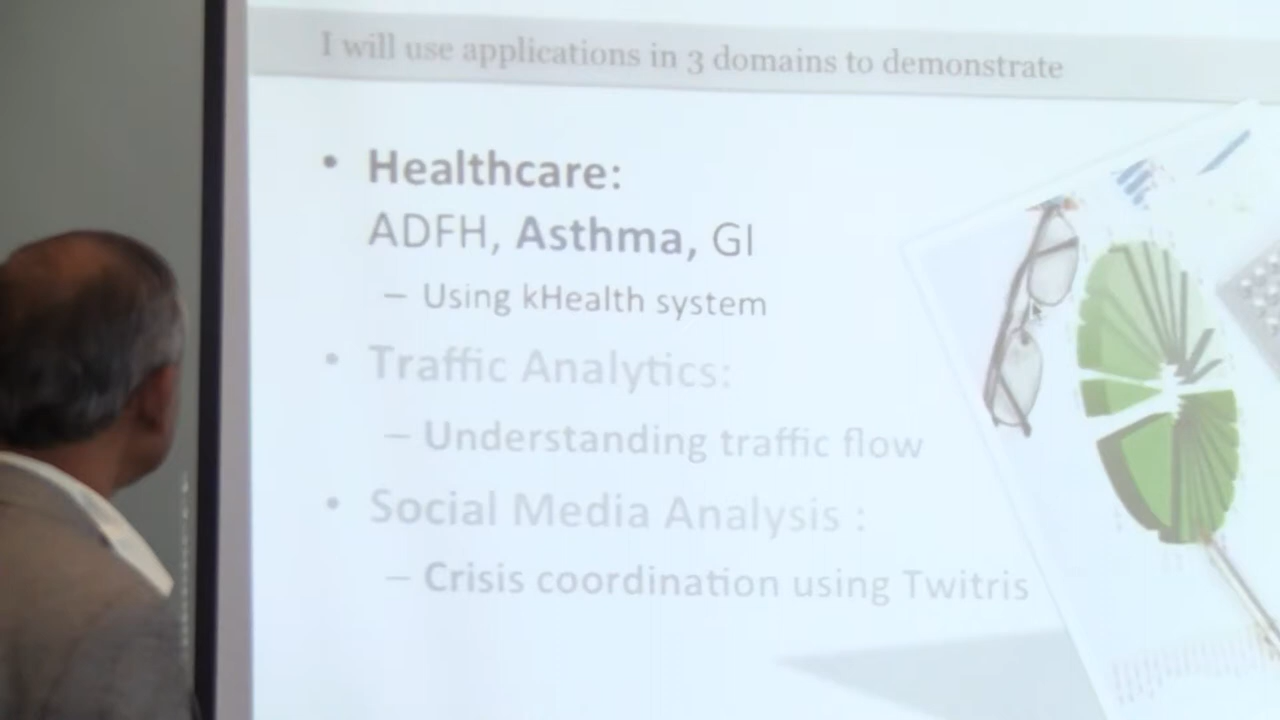 I will use applications in 3 domains to demonstrate
• Healthcare:
ADFH, Asthma, GI
– Using kHealth system
• Traffic Analytics:
– Understanding traffic flow
• Social Media Analysis :
– Crisis coordination using Twitris